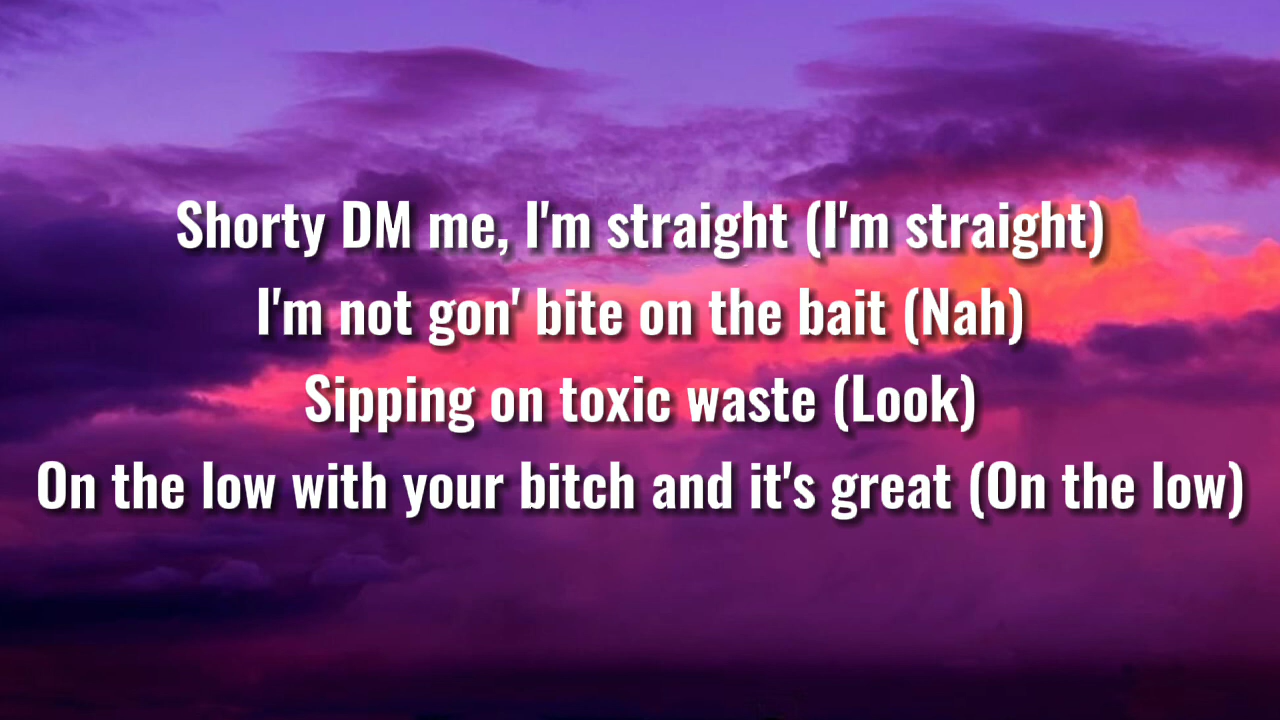 Shorty DM me, I'm straight (I'm straight)
I'm not gon' bite on the bait (Nah)
Sipping on toxic waste (Look)
On the low with your bitch and it's great (On the low)